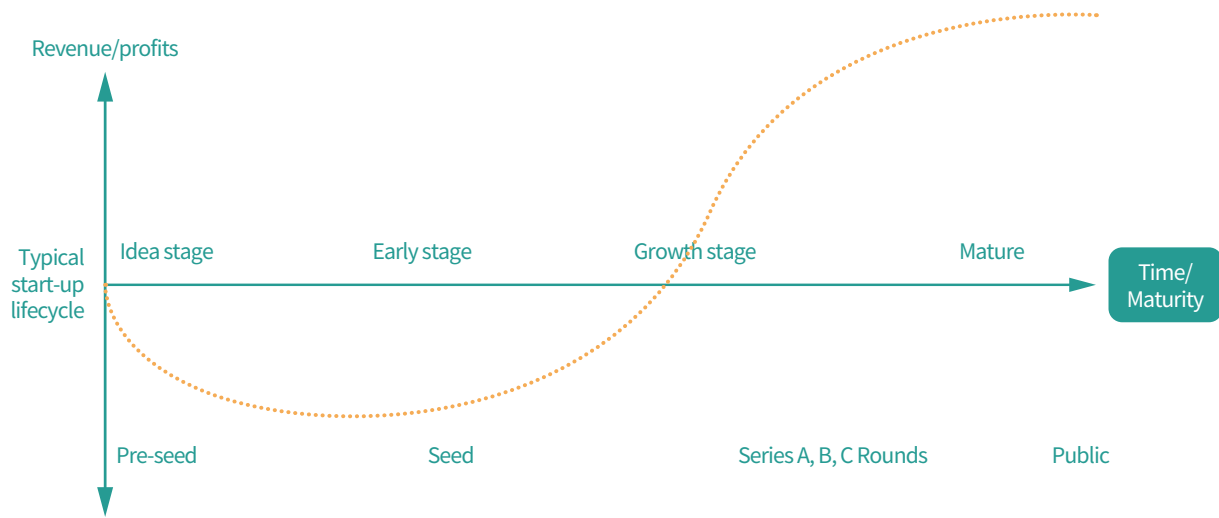 Revenue/profits
Typical
start-up
lifecycle
Idea stage
Early stage
Growth stage
Mature
Time/
Maturity
Pre-seed
Seed
Series A, B, C Rounds
Public